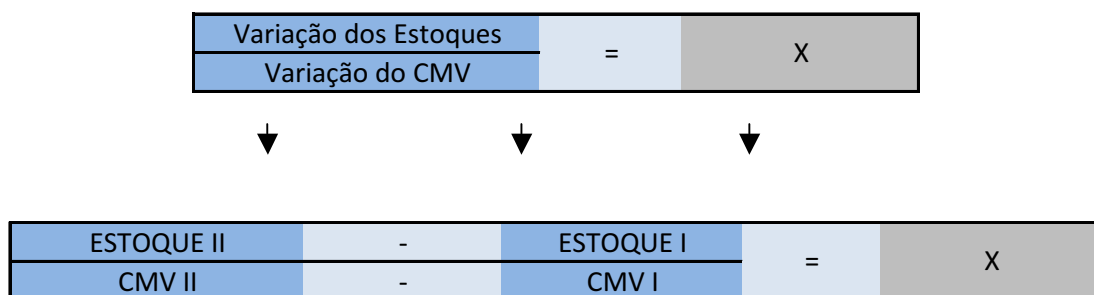 Variação dos Estoques
Variação do CMV
=
X
ESTOQUE II - ESTOQUE I
CMV II - CMV I
=
X